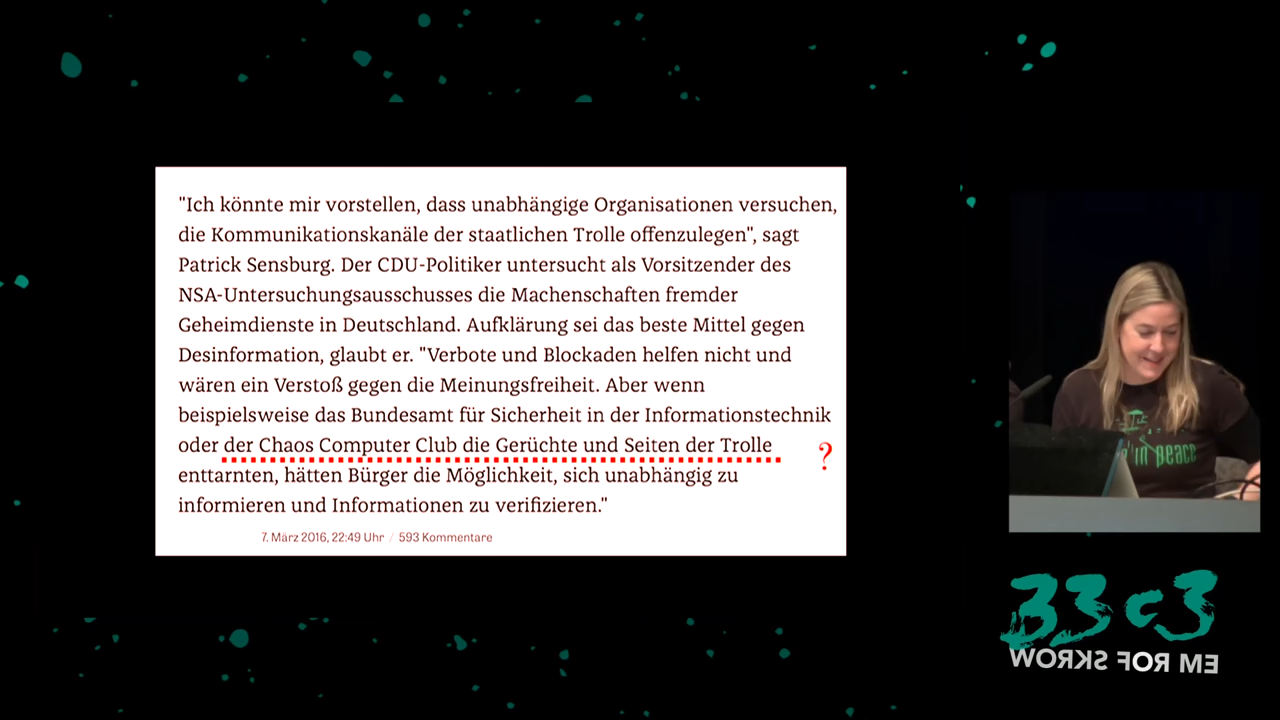 "Ich könnte mir vorstellen, dass unabhängige Organisationen versuchen,
die Kommunikationskanäle der staatlichen Trolle offenzulegen", sagt
Patrick Sensburg. Der CDU-Politiker untersucht als Vorsitzender des
NSA-Untersuchungsausschusses die Machenschaften fremder
Geheimdienste in Deutschland. Aufklärung sei das beste Mittel gegen
Desinformation, glaubt er. "Verbote und Blockaden helfen nicht und
wären ein Verstoß gegen die Meinungsfreiheit. Aber wenn
beispielsweise das Bundesamt für Sicherheit in der Informationstechnik
oder der Chaos Computer Club die Gerüchte und Seiten der Trolle ?
enttarnten, hätten Bürger die Möglichkeit, sich unabhängig zu
informieren und Informationen zu verifizieren."
7. März 2016, 22:49 Uhr / 593 Kommentare
in peace
33c3
WORKS FOR ME